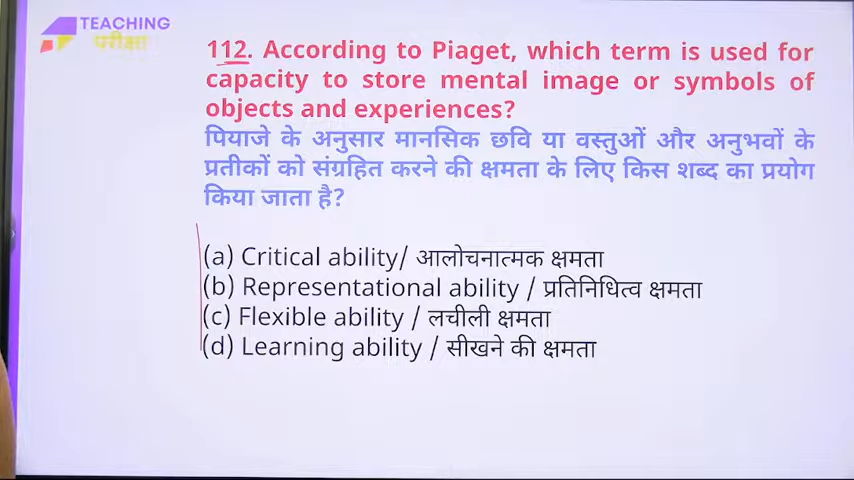 TEACHING
परीक्षा
112. According to Piaget, which term is used for
capacity to store mental image or symbols of
objects and experiences?
पियाजे के अनुसार मानसिक छवि या वस्तुओं और अनुभवों के
प्रतीकों को संग्रहित करने की क्षमता के लिए किस शब्द का प्रयोग
किया जाता है?
(a) Critical ability/ आलोचनात्मक क्षमता
(b) Representational ability / प्रतिनिधित्व क्षमता
(c) Flexible ability / लचीली क्षमता
(d) Learning ability / सीखने की क्षमता